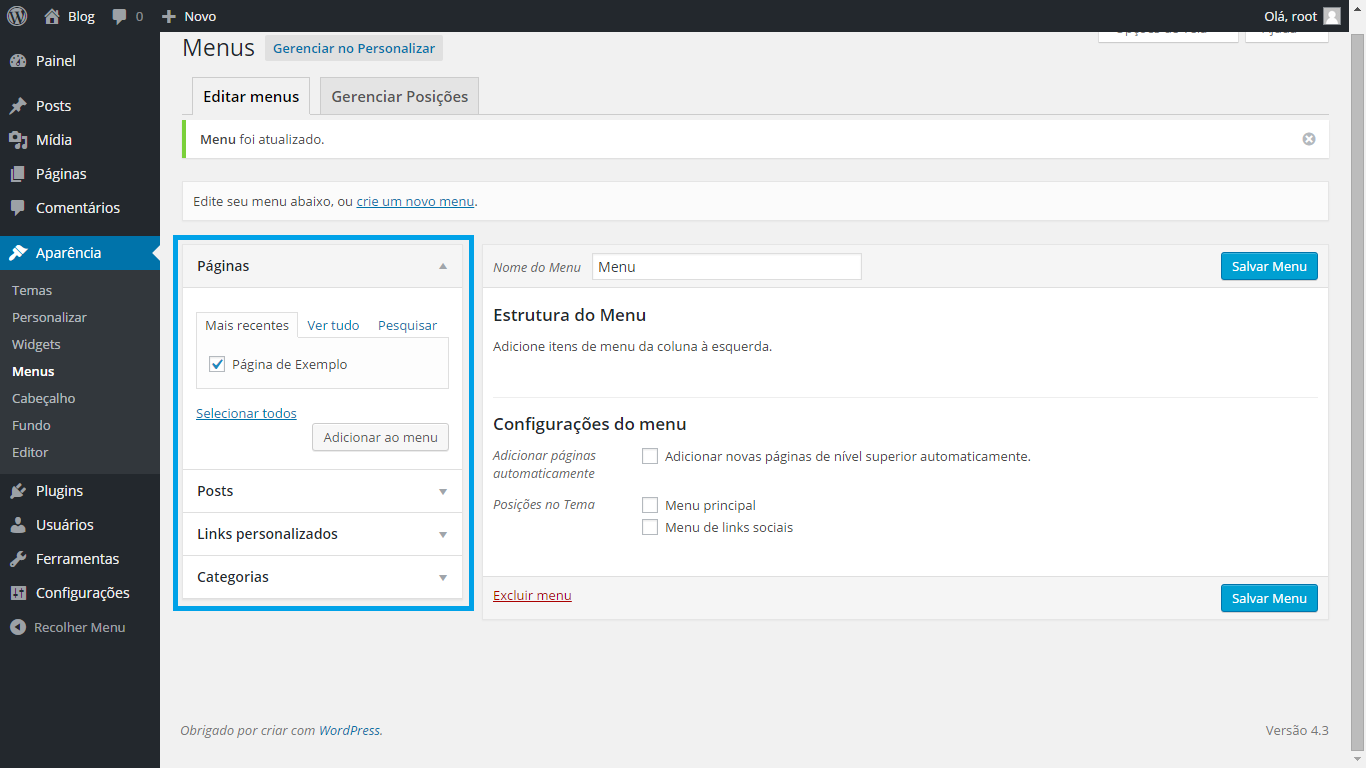 Blog 0 Novo Olá, root
Painel
Posts
Mídia
Páginas
Comentários
Aparência
Temas
Personalizar
Widgets
Menus
Cabeçalho
Fundo
Editor
Plugins
Usuários
Ferramentas
Configurações
Recolher Menu
Menus Gerenciar no Personalizar
Editar menus Gerenciar Posições
Menu foi atualizado.
Edite seu menu abaixo, ou crie um novo menu.
Páginas
Mais recentes Ver tudo Pesquisar
Página de Exemplo
Selecionar todos
Adicionar ao menu
Posts
Links personalizados
Categorias
Nome do Menu Menu Salvar Menu
Estrutura do Menu
Adicione itens de menu da coluna à esquerda.
Configurações do menu
Adicionar páginas
automaticamente
Adicionar novas páginas de nível superior automaticamente.
Posições no Tema
Menu principal
Menu de links sociais
Excluir menu Salvar Menu
Obrigado por criar com WordPress. Versão 4.3